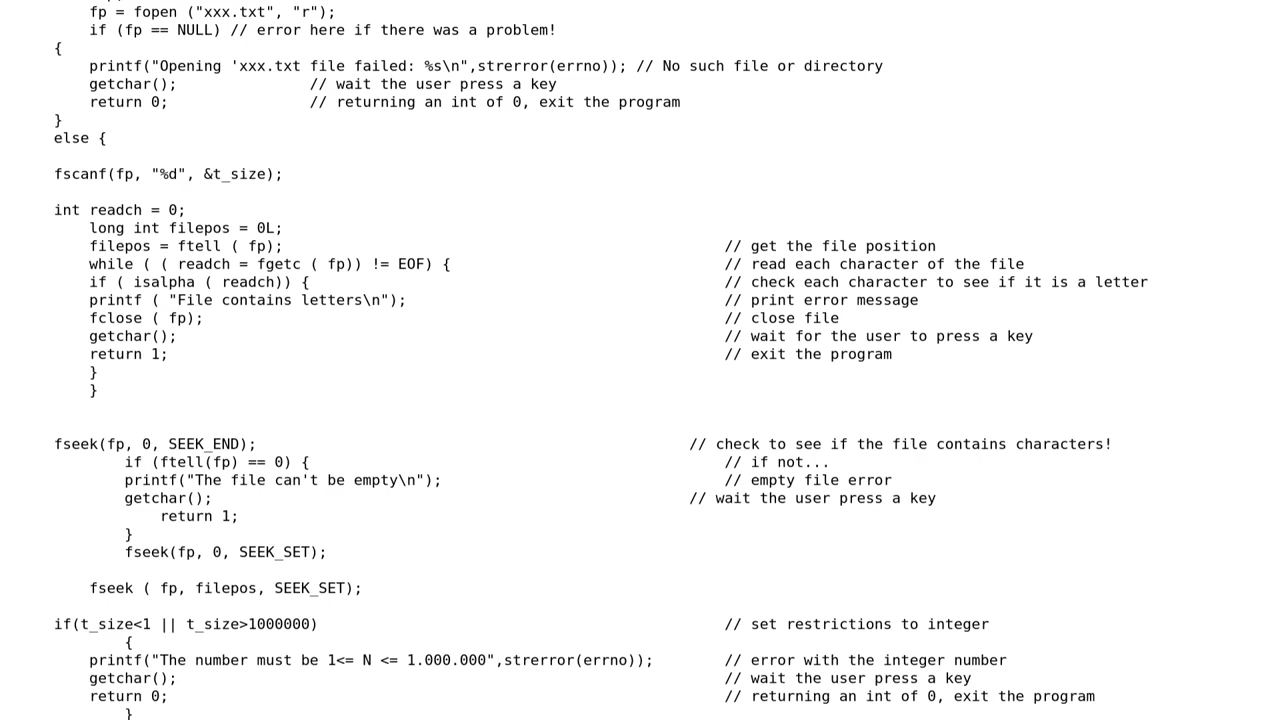 fp = fopen ("xxx.txt", "r");
if (fp == NULL) // error here if there was a problem!
{
printf("Opening 'xxx.txt file failed: %s\n",strerror(errno)); // No such file or directory
getchar(); // wait the user press a key
return 0; // returning an int of 0, exit the program
}
else {
fscanf(fp, "%d", &t_size);
int readch = 0;
long int filepos = 0L;
filepos = ftell ( fp); // get the file position
while ( ( readch = fgetc ( fp)) != EOF) { // read each character of the file
if ( isalpha ( readch)) { // check each character to see if it is a letter
printf ( "File contains letters\n"); // print error message
fclose ( fp); // close file
getchar(); // wait for the user to press a key
return 1; // exit the program
}
}
fseek(fp, 0, SEEK_END); // check to see if the file contains characters!
if (ftell(fp) == 0) { // if not...
printf("The file can't be empty\n"); // empty file error
getchar(); // wait the user press a key
return 1;
}
fseek(fp, 0, SEEK_SET);
fseek ( fp, filepos, SEEK_SET);
if(t_size<1 || t_size>1000000) // set restrictions to integer
{
printf("The number must be 1<= N <= 1.000.000",strerror(errno)); // error with the integer number
getchar(); // wait the user press a key
return 0; // returning an int of 0, exit the program
}